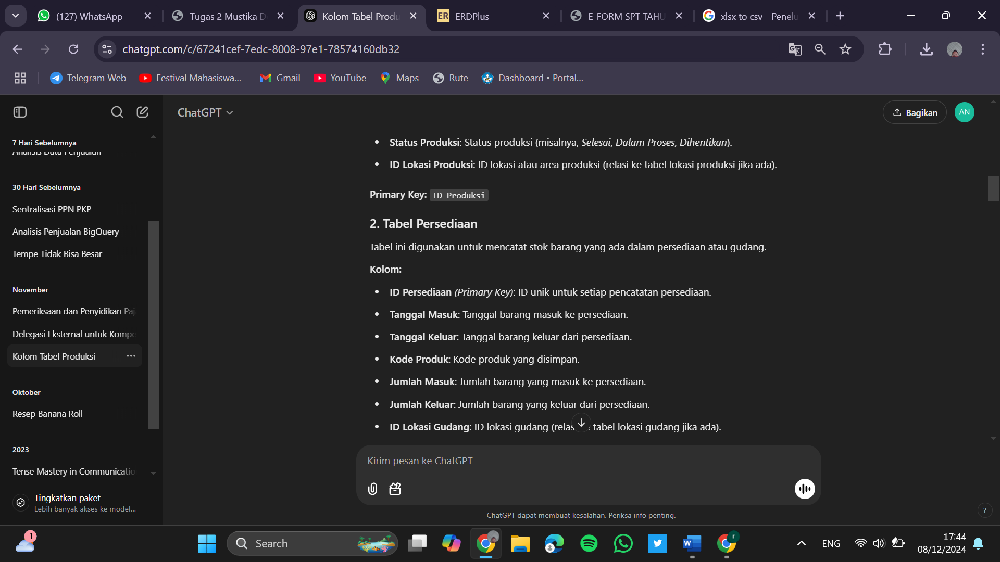 (127) WhatsApp
Tugas 2 Mustika D
Kolom Tabel Produ
ER
ERDPlus
E-FORM SPT TAHU
xlsx to csv - Penelu
chatgpt.com/c/67241cef-7edc-8008-97e1-78574160db32
Telegram Web
Festival Mahasiswa...
Gmail
YouTube
Maps
Rute
Dashboard • Portal...
ChatGPT
Bagikan
AN
7 Hari Sebelumnya
Analisis Data Penjualan
30 Hari Sebelumnya
Sentralisasi PPN PKP
Analisis Penjualan BigQuery
Tempe Tidak Bisa Besar
November
Pemeriksaan dan Penyidikan Paj
Delegasi Eksternal untuk Kompe
Kolom Tabel Produksi
Oktober
Resep Banana Roll
2023
Tense Mastery in Communicatio
Tingkatkan paket
Lebih banyak akses ke model...
• Status Produksi: Status produksi (misalnya, Selesai, Dalam Proses, Dihentikan).
• ID Lokasi Produksi: ID lokasi atau area produksi (relasi ke tabel lokasi produksi jika ada).
Primary Key: ID Produksi
2. Tabel Persediaan
Tabel ini digunakan untuk mencatat stok barang yang ada dalam persediaan atau gudang.
Kolom:
• ID Persediaan (Primary Key): ID unik untuk setiap pencatatan persediaan.
• Tanggal Masuk: Tanggal barang masuk ke persediaan.
• Tanggal Keluar: Tanggal barang keluar dari persediaan.
• Kode Produk: Kode produk yang disimpan.
• Jumlah Masuk: Jumlah barang yang masuk ke persediaan.
• Jumlah Keluar: Jumlah barang yang keluar dari persediaan.
• ID Lokasi Gudang: ID lokasi gudang (relas tabel lokasi gudang jika ada).
Kirim pesan ke ChatGPT
ChatGPT dapat membuat kesalahan. Periksa info penting.
?
1
Search
W
r
ENG
17:44
08/12/2024